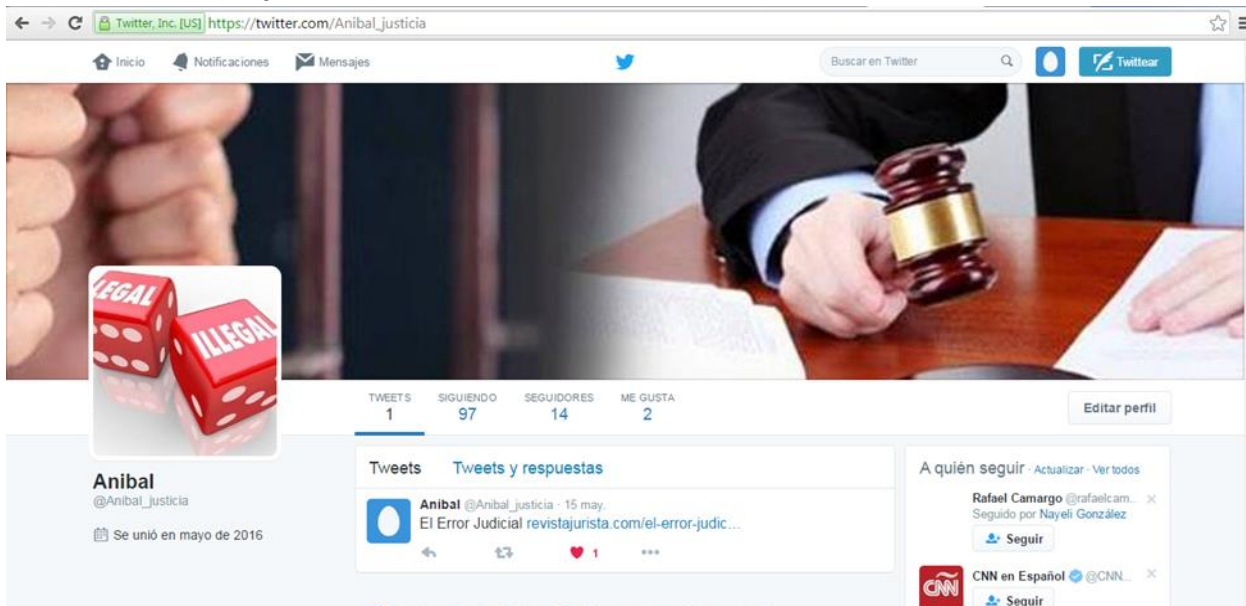 Twitter, Inc. [US] https://twitter.com/Anibal_justicia
Inicio Notificaciones Mensajes Buscar en Twitter Twittear
LEGAL
ILLEGAL
TWEETS SIGUIENDO SEGUIDORES ME GUSTA
1 97 14 2
Editar perfil
Anibal
@Anibal_justicia
Se unió en mayo de 2016
Tweets Tweets y respuestas
Anibal @Anibal_justicia · 15 may.
El Error Judicial revistajurista.com/el-error-judic...
1
A quién seguir · Actualizar · Ver todos
Rafael Camargo @rafaelcam...
Seguido por Nayeli González
Seguir
CNN
CNN en Español @CNN...
Seguir